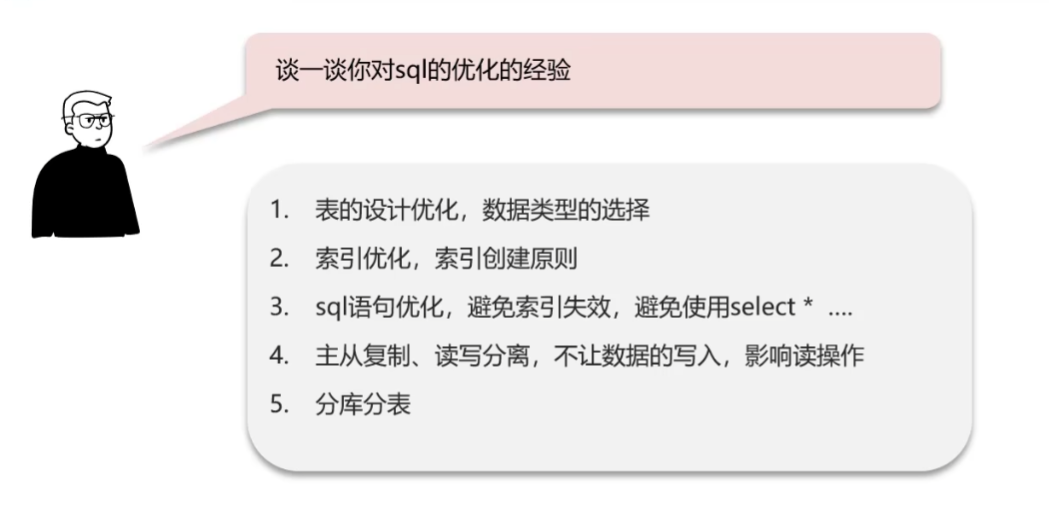 谈一谈你对sql的优化的经验
1. 表的设计优化，数据类型的选择
2. 索引优化，索引创建原则
3. sql语句优化，避免索引失效，避免使用select * ....
4. 主从复制、读写分离，不让数据的写入，影响读操作
5. 分库分表